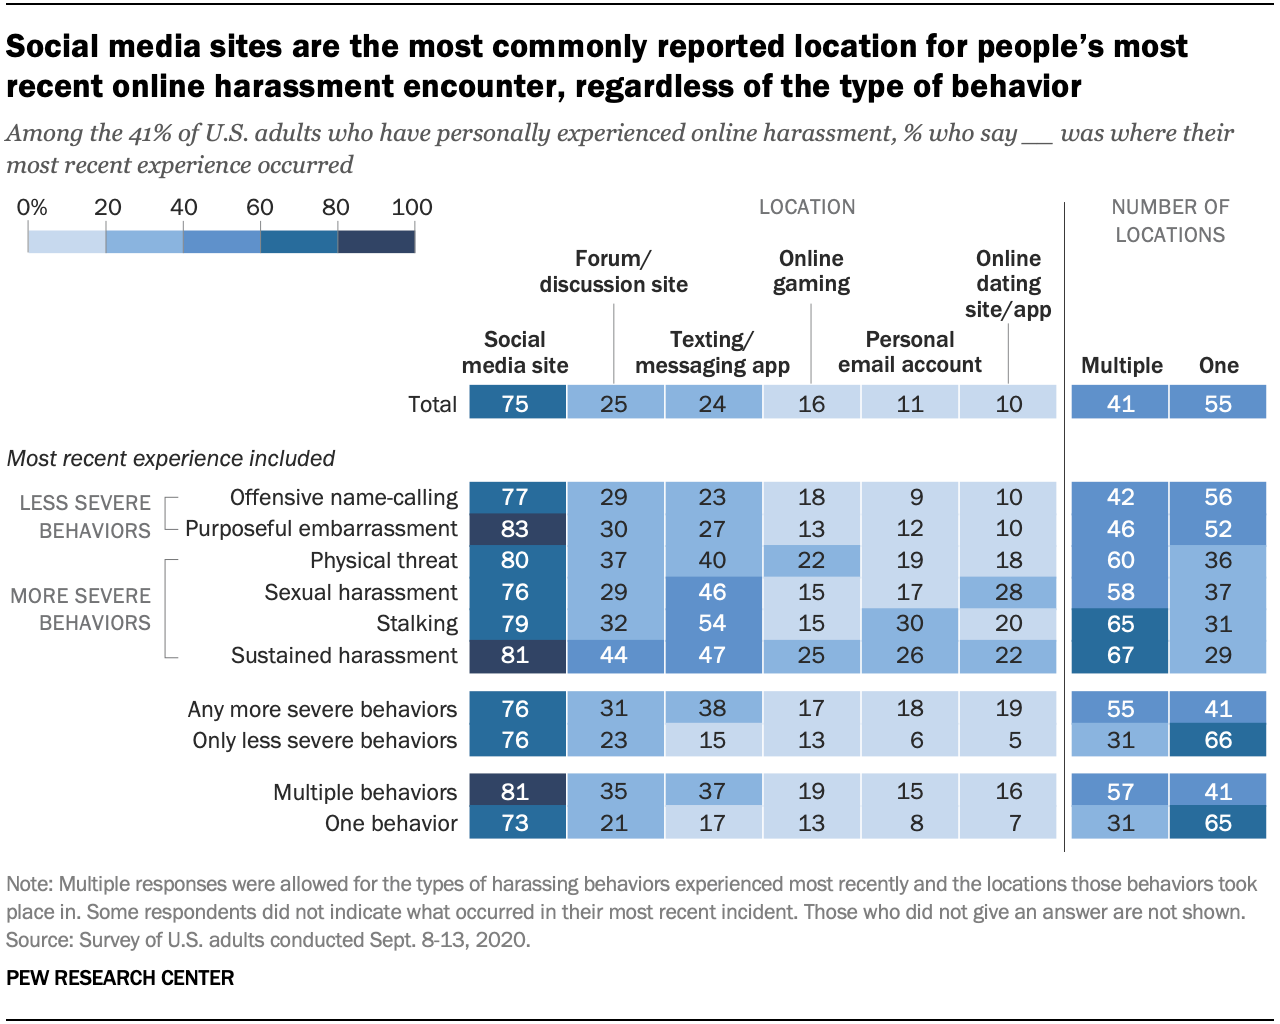 Social media sites are the most commonly reported location for people’s most
recent online harassment encounter, regardless of the type of behavior
Among the 41% of U.S. adults who have personally experienced online harassment, % who say __ was where their
most recent experience occurred
0% 20 40 60 80 100
LOCATION
NUMBER OF
LOCATIONS
Forum/
discussion site
Online
gaming
Online
dating
site/app
Social
media site
Texting/
messaging app
Personal
email account
Multiple One
Total 75 25 24 16 11 10 41 55
Most recent experience included
LESS SEVERE
BEHAVIORS
Offensive name-calling 77 29 23 18 9 10 42 56
Purposeful embarrassment 83 30 27 13 12 10 46 52
MORE SEVERE
BEHAVIORS
Physical threat 80 37 40 22 19 18 60 36
Sexual harassment 76 29 46 15 17 28 58 37
Stalking 79 32 54 15 30 20 65 31
Sustained harassment 81 44 47 25 26 22 67 29
Any more severe behaviors 76 31 38 17 18 19 55 41
Only less severe behaviors 76 23 15 13 6 5 31 66
Multiple behaviors 81 35 37 19 15 16 57 41
One behavior 73 21 17 13 8 7 31 65
Note: Multiple responses were allowed for the types of harassing behaviors experienced most recently and the locations those behaviors took
place in. Some respondents did not indicate what occurred in their most recent incident. Those who did not give an answer are not shown.
Source: Survey of U.S. adults conducted Sept. 8-13, 2020.
PEW RESEARCH CENTER